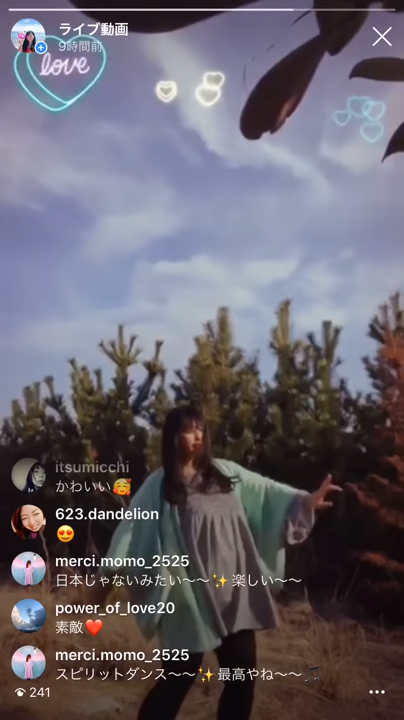 ライブ動画
9時間前
love
itsumicchi
かわいい🥰
623.dandelion
😍
merci.momo_2525
日本じゃないみたい〜〜✨楽しい〜〜
power_of_love20
素敵❤️
merci.momo_2525
スピリットダンス〜〜✨最高やね〜〜🎵
241